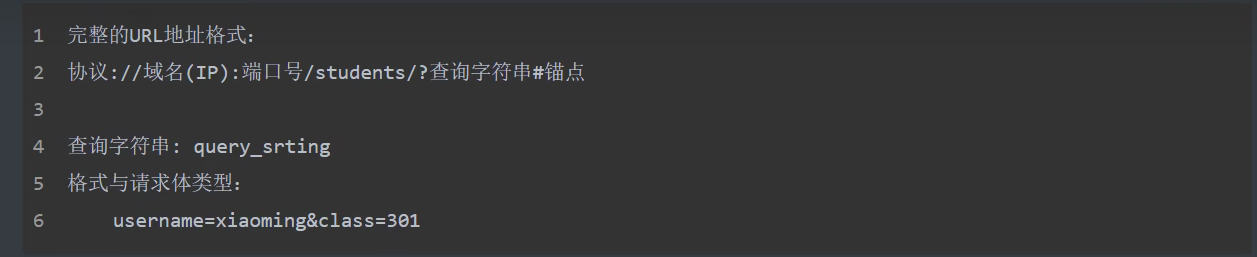 1 完整的URL地址格式：
2 协议://域名(IP):端口号/students/?查询字符串#锚点
3
4 查询字符串: query_srting
5 格式与请求体类型：
6 username=xiaoming&class=301